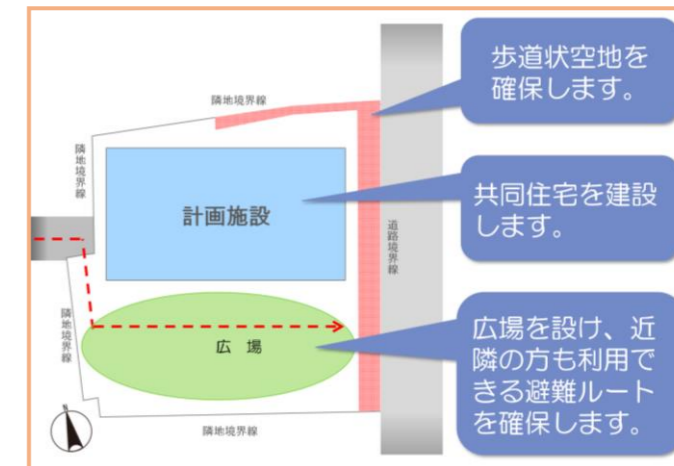 歩道状空地を
確保します。
隣地境界線
隣地境界線
計画施設
共同住宅を建設
します。
道路境界線
隣地境界線
広場
広場を設け、近
隣の方も利用で
きる避難ルート
を確保します。
N
隣地境界線